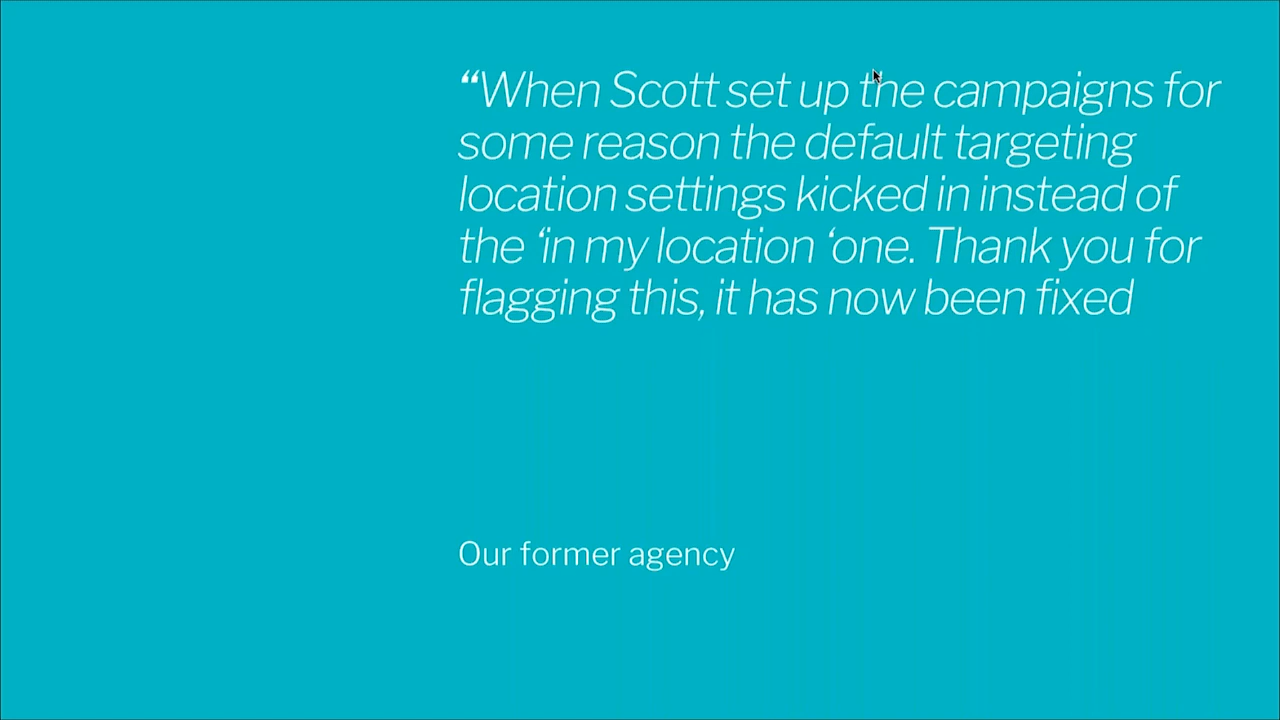 “When Scott set up the campaigns for
some reason the default targeting
location settings kicked in instead of
the ‘in my location ‘one. Thank you for
flagging this, it has now been fixed
Our former agency